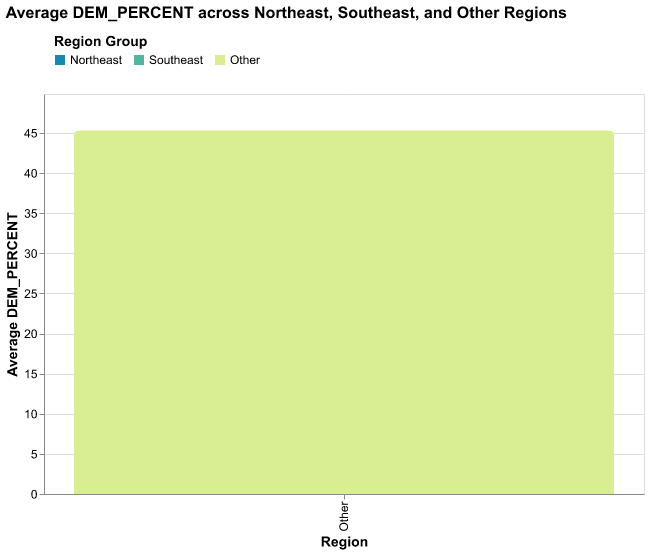 Average DEM_PERCENT across Northeast, Southeast, and Other Regions
Region Group
Northeast Southeast Other
45
40
35
30
25
20
15
10
5
0
Average DEM_PERCENT
Other
Region